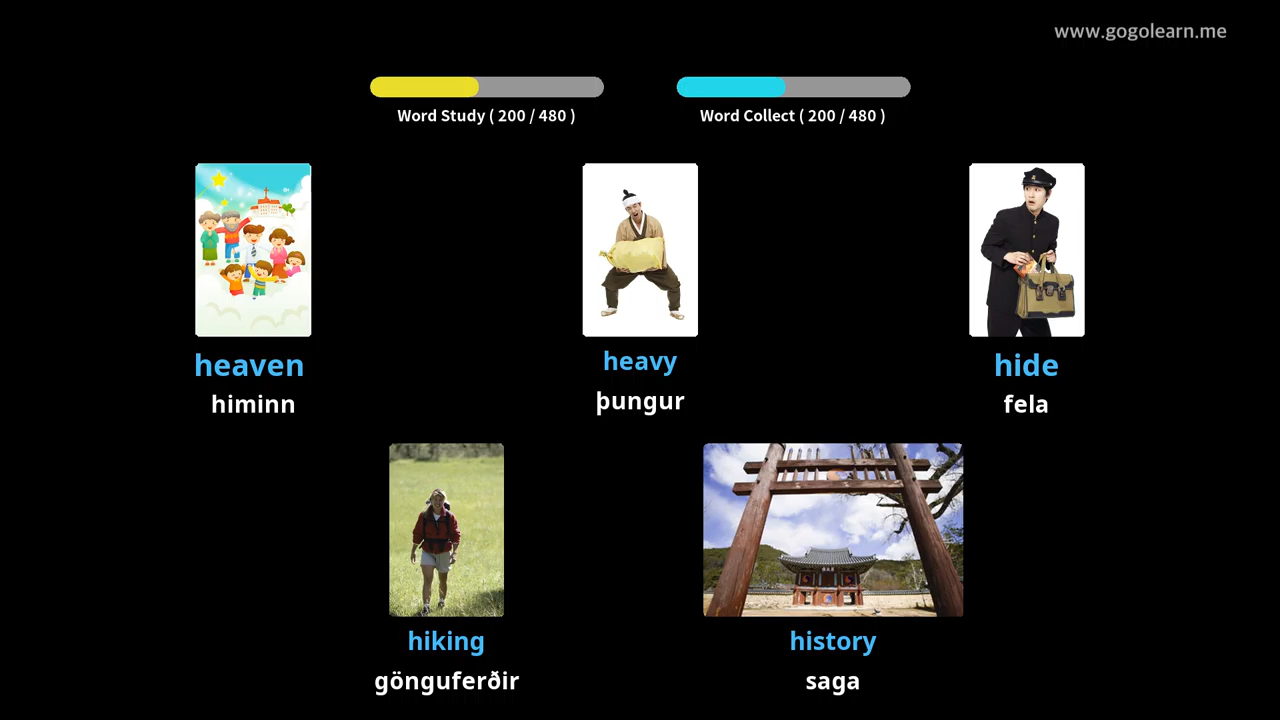 www.gogolearn.me
Word Study ( 200 / 480 )
Word Collect ( 200 / 480 )
heaven
himinn
heavy
þungur
hide
fela
hiking
gönguferðir
history
saga